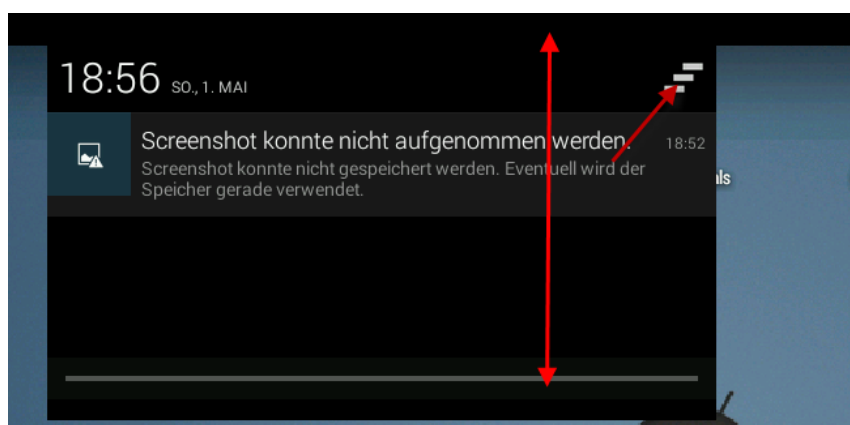 18:56 SO., 1. MAI
Screenshot konnte nicht aufgenommen werden.
18:52
Screenshot konnte nicht gespeichert werden. Eventuell wird der
Speicher gerade verwendet.
als